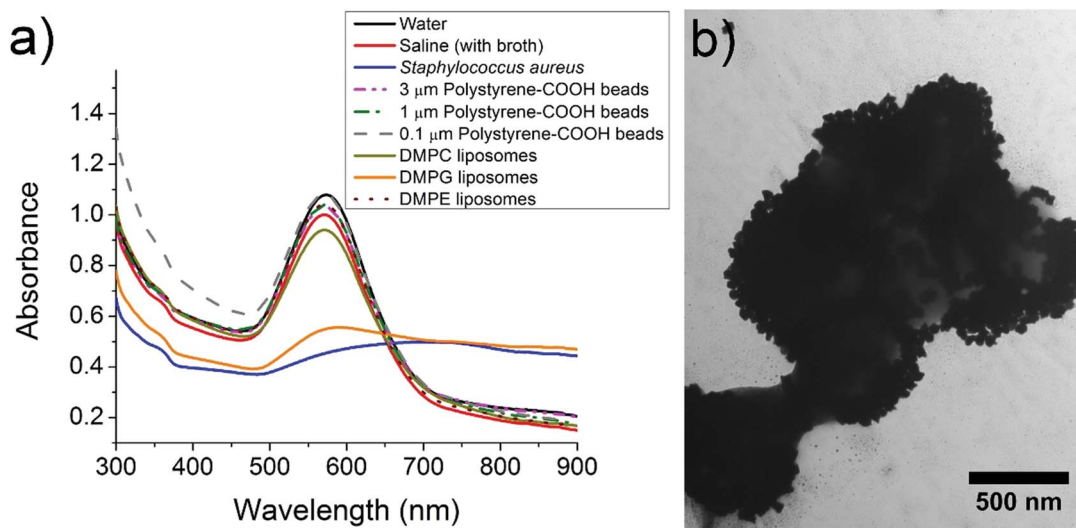 a)
Water
Saline (with broth)
Staphylococcus aureus
3 μm Polystyrene-COOH beads
1 μm Polystyrene-COOH beads
0.1 μm Polystyrene-COOH beads
DMPC liposomes
DMPG liposomes
DMPE liposomes
1.4
1.2
1.0
0.8
0.6
0.4
0.2
Absorbance
300 400 500 600 700 800 900
Wavelength (nm)
b)
500 nm